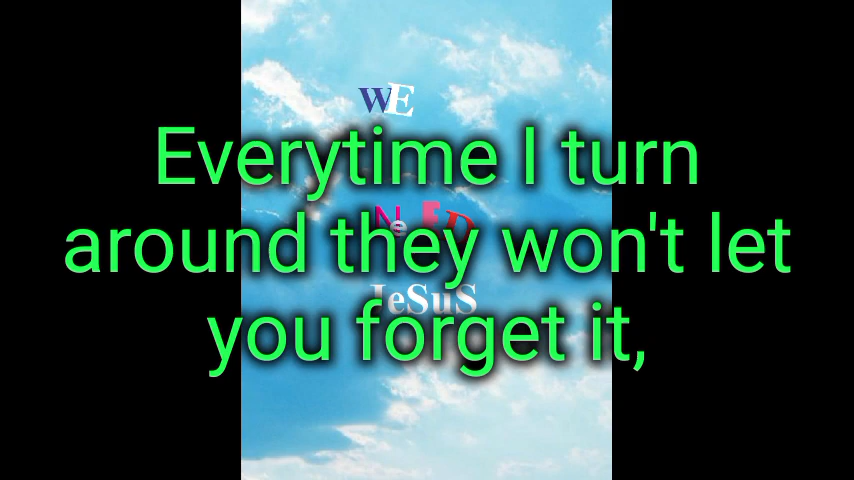 WE
Everytime I turn
NeED
around they won't let
JeSuS
you forget it,